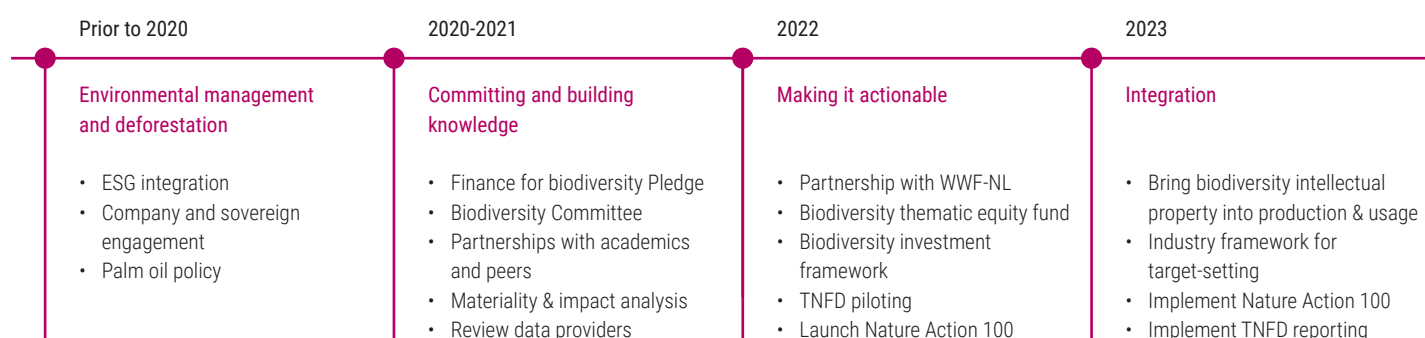 Prior to 2020
Environmental management
and deforestation
• ESG integration
• Company and sovereign
engagement
• Palm oil policy
2020-2021
Committing and building
knowledge
• Finance for biodiversity Pledge
• Biodiversity Committee
• Partnerships with academics
and peers
• Materiality & impact analysis
• Review data providers
2022
Making it actionable
• Partnership with WWF-NL
• Biodiversity thematic equity fund
• Biodiversity investment
framework
• TNFD piloting
• Launch Nature Action 100
2023
Integration
• Bring biodiversity intellectual
property into production & usage
• Industry framework for
target-setting
• Implement Nature Action 100
• Implement TNFD reporting